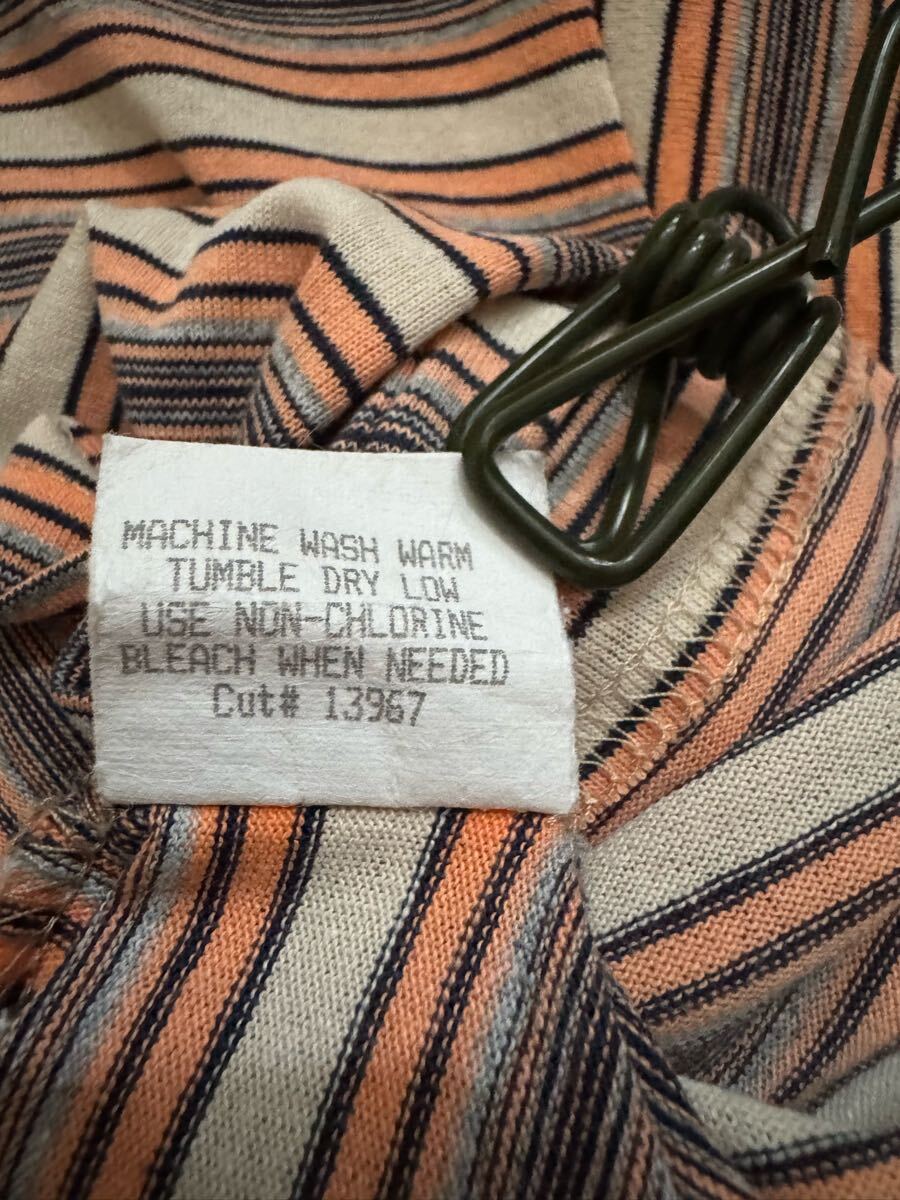 MACHINE WASH WARM
TUMBLE DRY LOW
USE NON-CHLORINE
BLEACH WHEN NEEDED
Cut# 13967